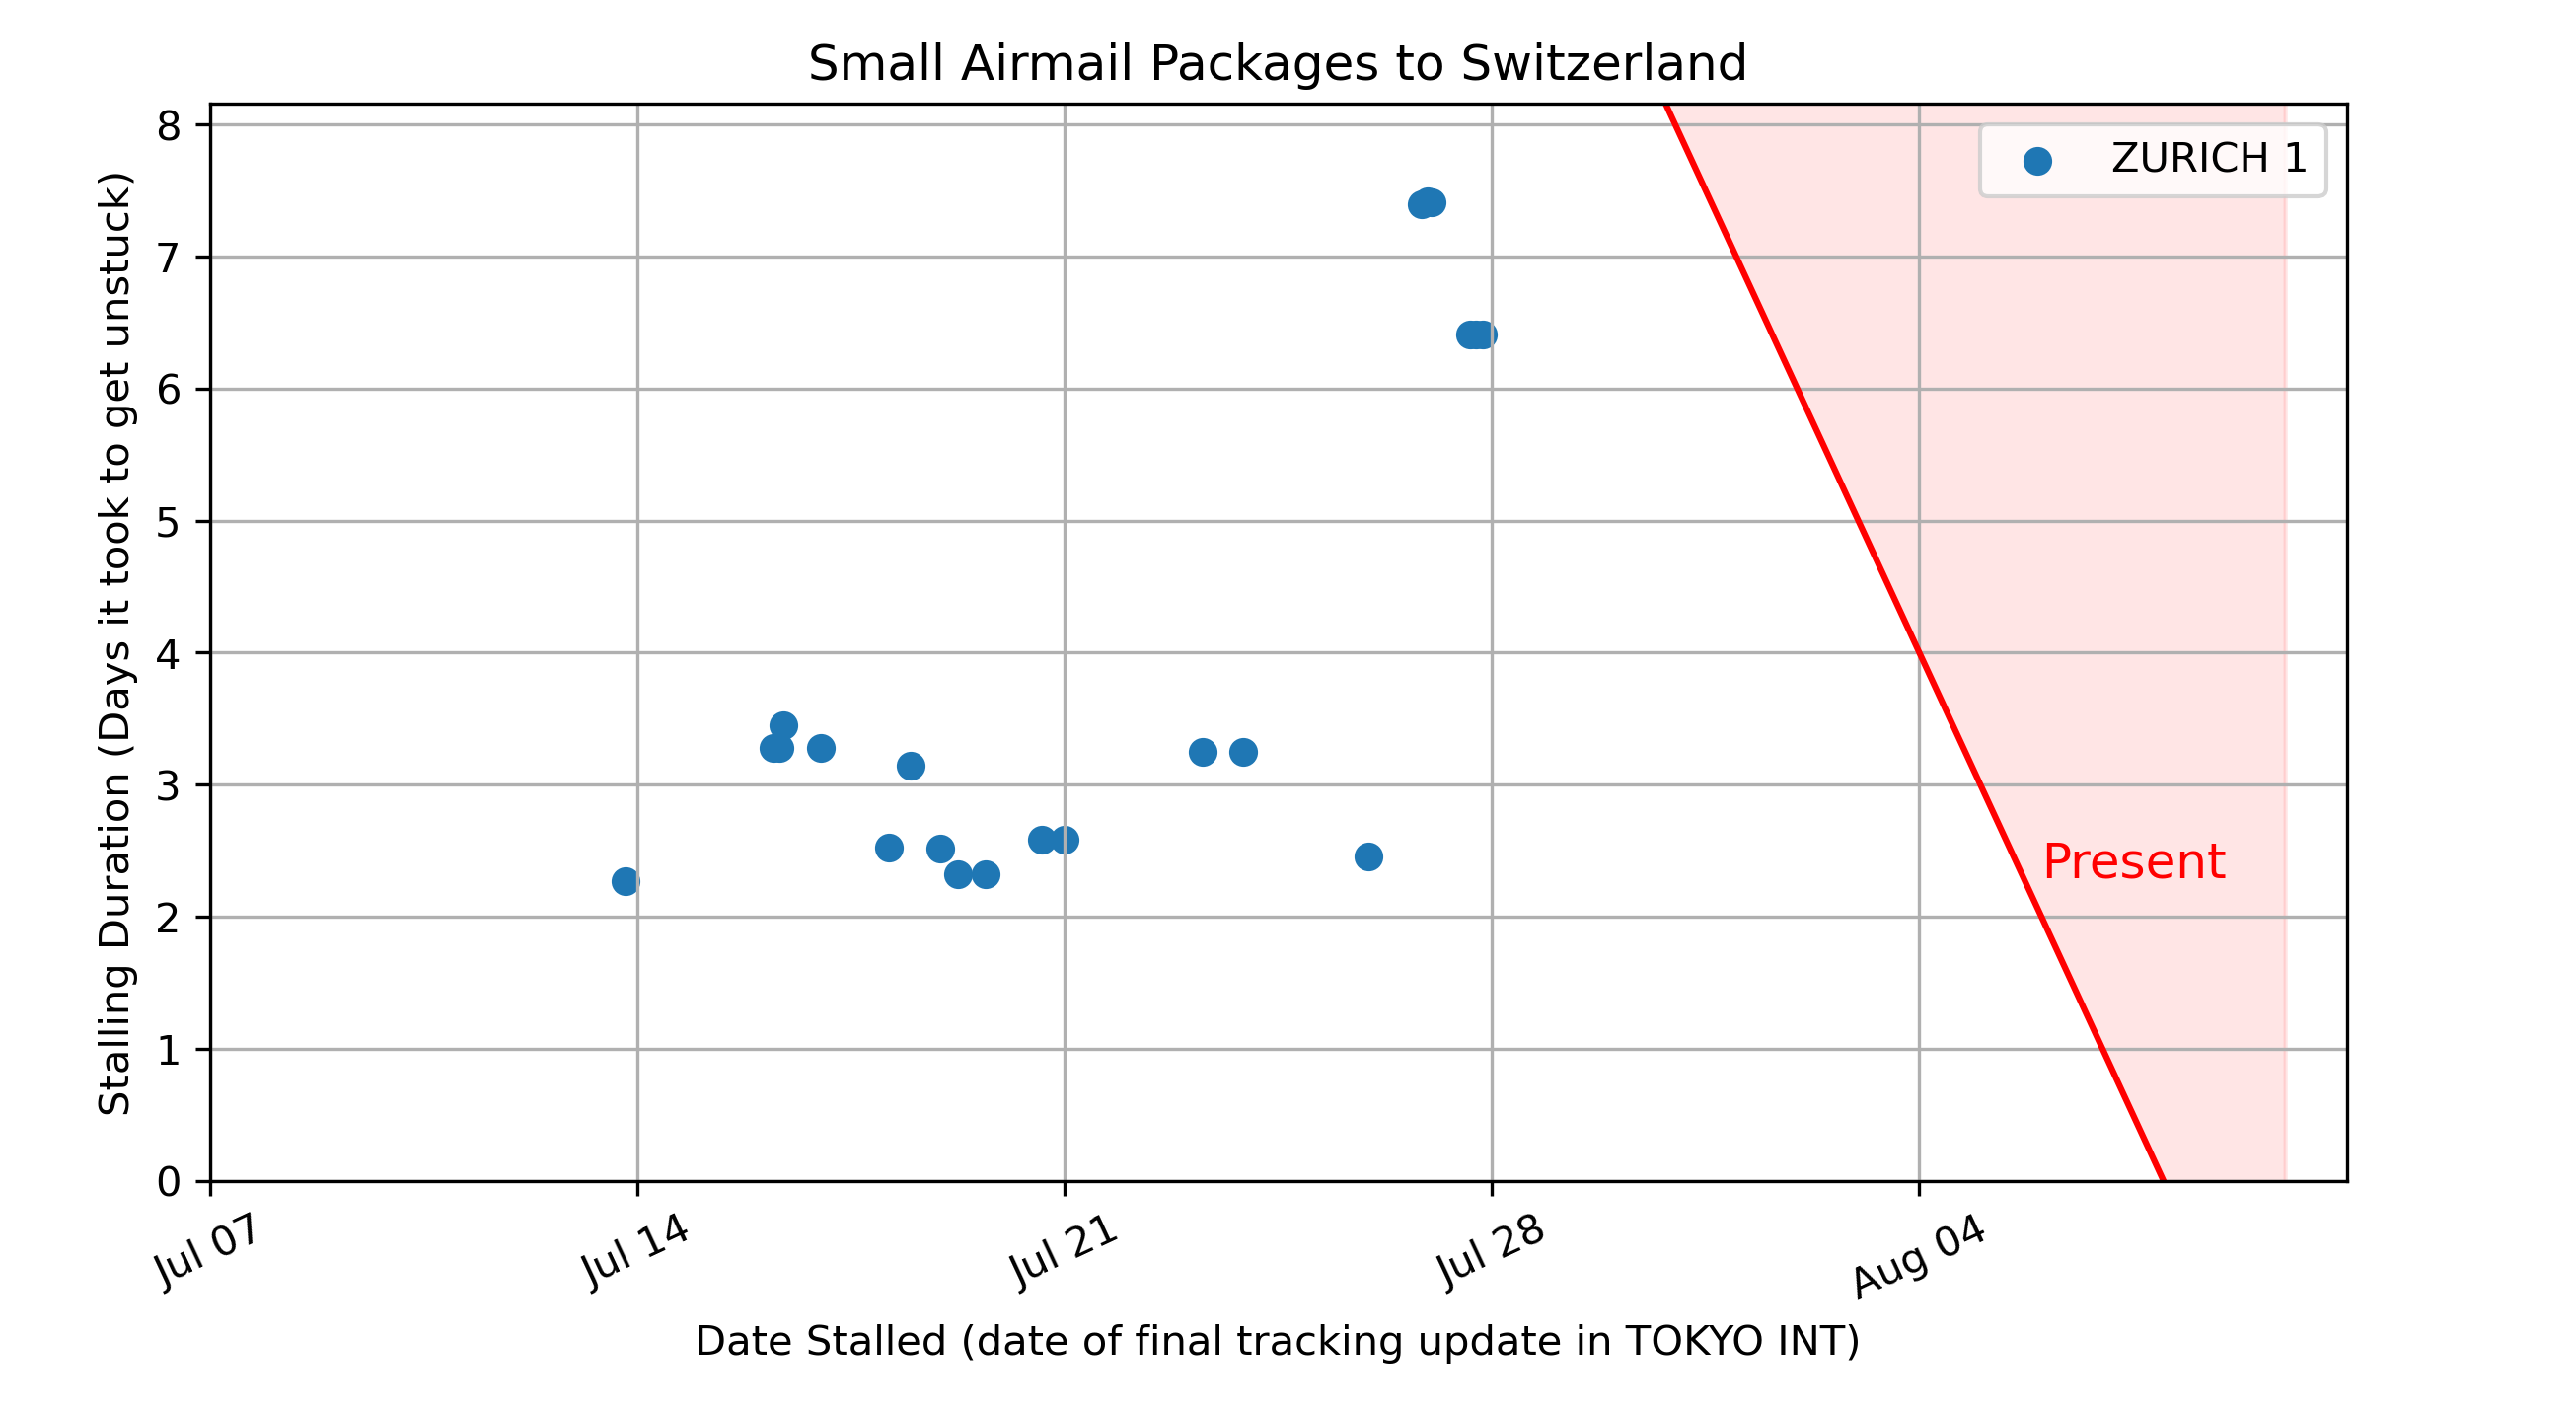 Small Airmail Packages to Switzerland
Stalling Duration (Days it took to get unstuck)
8
7
6
5
4
3
2
1
0
ZURICH 1
Present
Jul 07
Jul 14
Jul 21
Jul 28
Aug 04
Date Stalled (date of final tracking update in TOKYO INT)